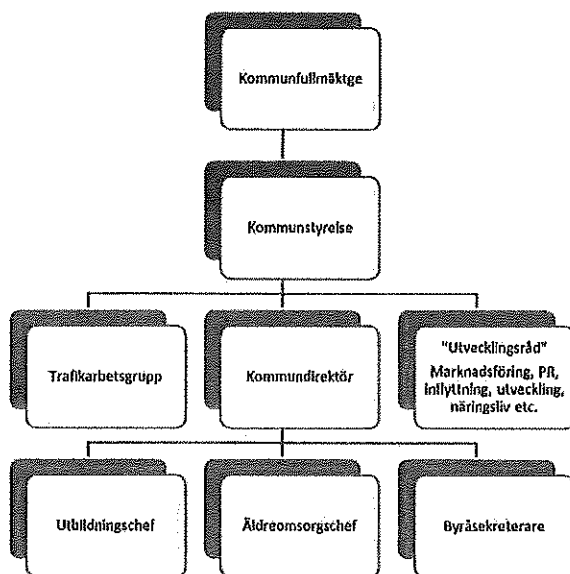 Kommunfullmäktge
Kommunstyrelse
Trafikarbetsgrupp
Kommundirektör
"Utvecklingsråd"
Marknadsföring, PR,
inflyttning, utveckling,
näringsliv etc.
Utbildningschef
Äldreomsorgschef
Byråsekreterare